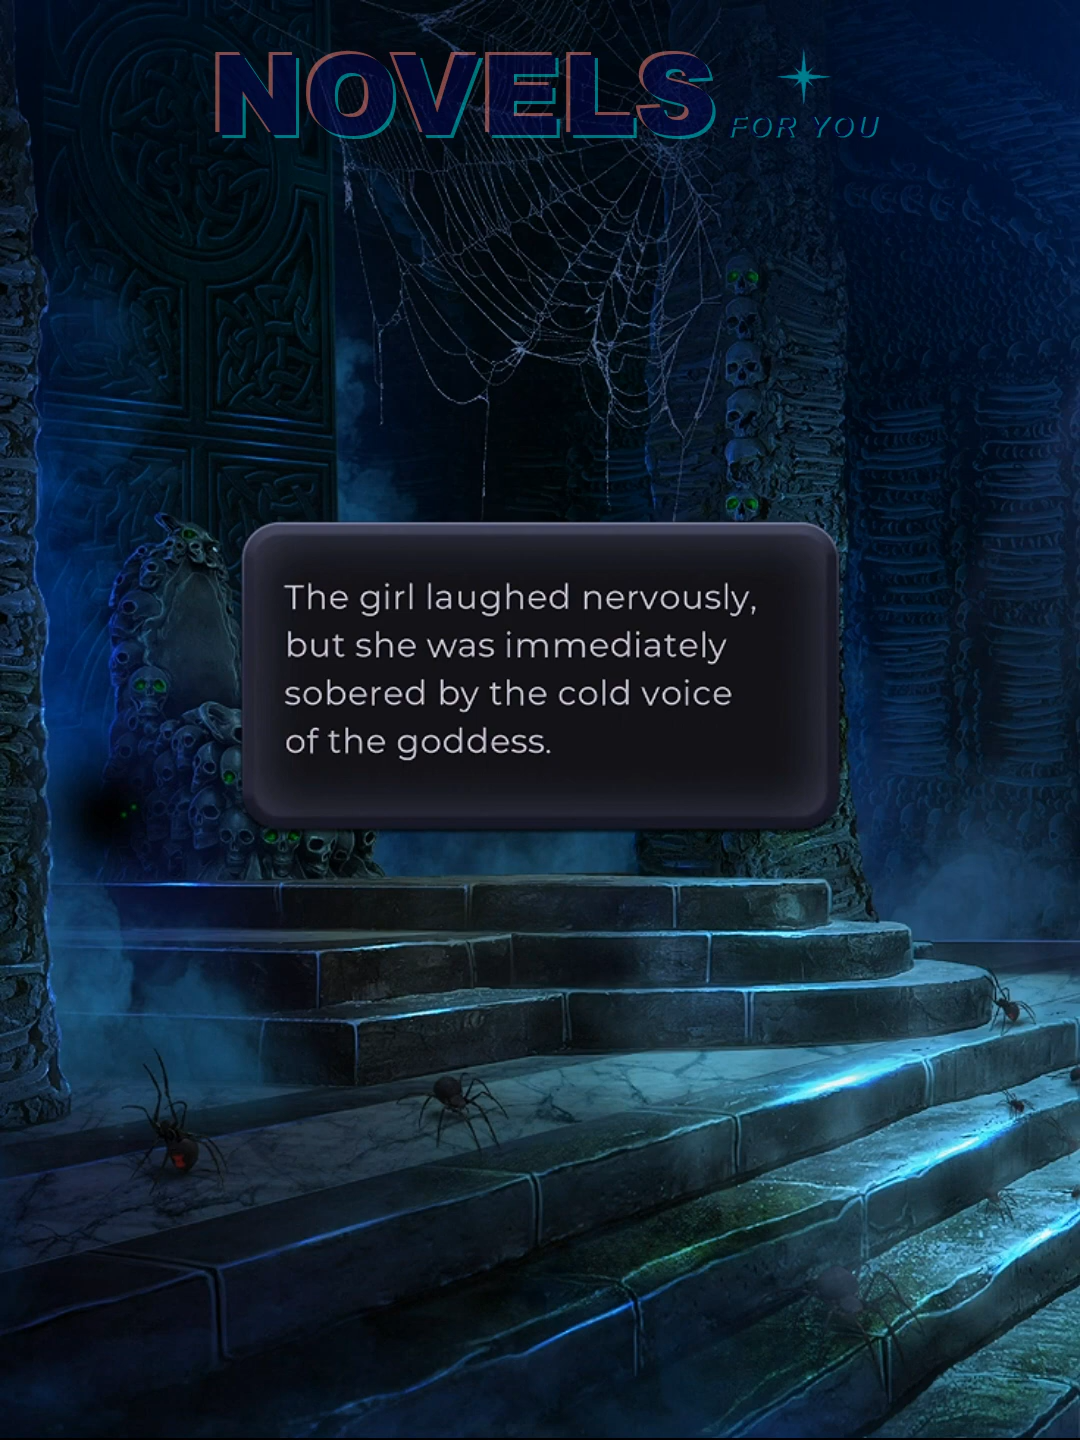 NOVELS
FOR YOU
The girl laughed nervously,
but she was immediately
sobered by the cold voice
of the goddess.